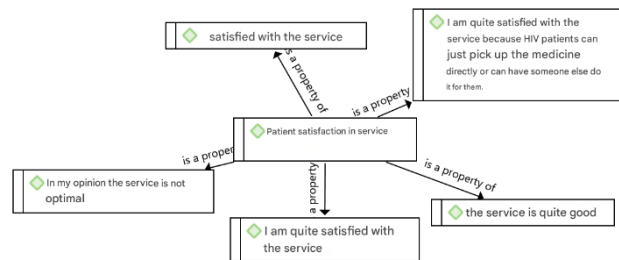 satisfied with the service
I am quite satisfied with the
service because HIV patients can
just pick up the medicine
directly or can have someone else do
it for them.
is a property of
is a property
Patient satisfaction in service
is a proper
is a property of
a property
In my opinion the service is not
optimal
the service is quite good
I am quite satisfied with
the service